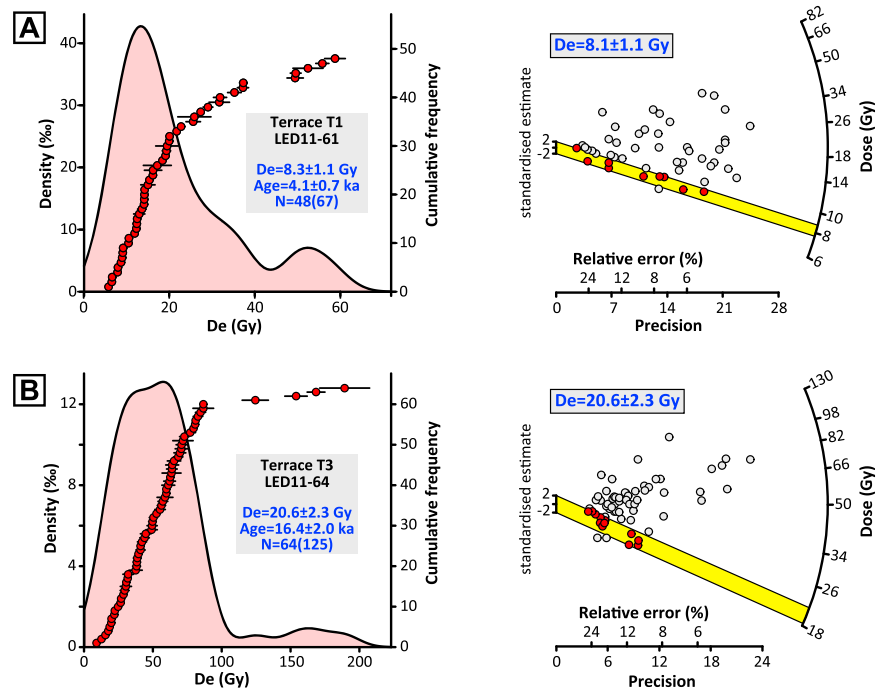 A
Density (‰)
40
30
20
10
0
0
20
40
60
De (Gy)
50
40
30
20
10
0
Cumulative frequency
Terrace T1
LED11-61
De=8.3±1.1 Gy
Age=4.1±0.7 ka
N=48(67)
De=8.1±1.1 Gy
standardised estimate
2
-2
82
66
50
34
26
18
14
10
8
6
Dose (Gy)
Relative error (%)
24
12
8
6
0
7
14
21
28
Precision
B
Density (‰)
12
8
4
0
0
50
100
150
200
De (Gy)
60
50
40
30
20
10
0
Cumulative frequency
Terrace T3
LED11-64
De=20.6±2.3 Gy
Age=16.4±2.0 ka
N=64(125)
De=20.6±2.3 Gy
standardised estimate
2
-2
130
98
82
66
50
34
26
18
Dose (Gy)
Relative error (%)
24
12
8
6
0
6
12
18
24
Precision